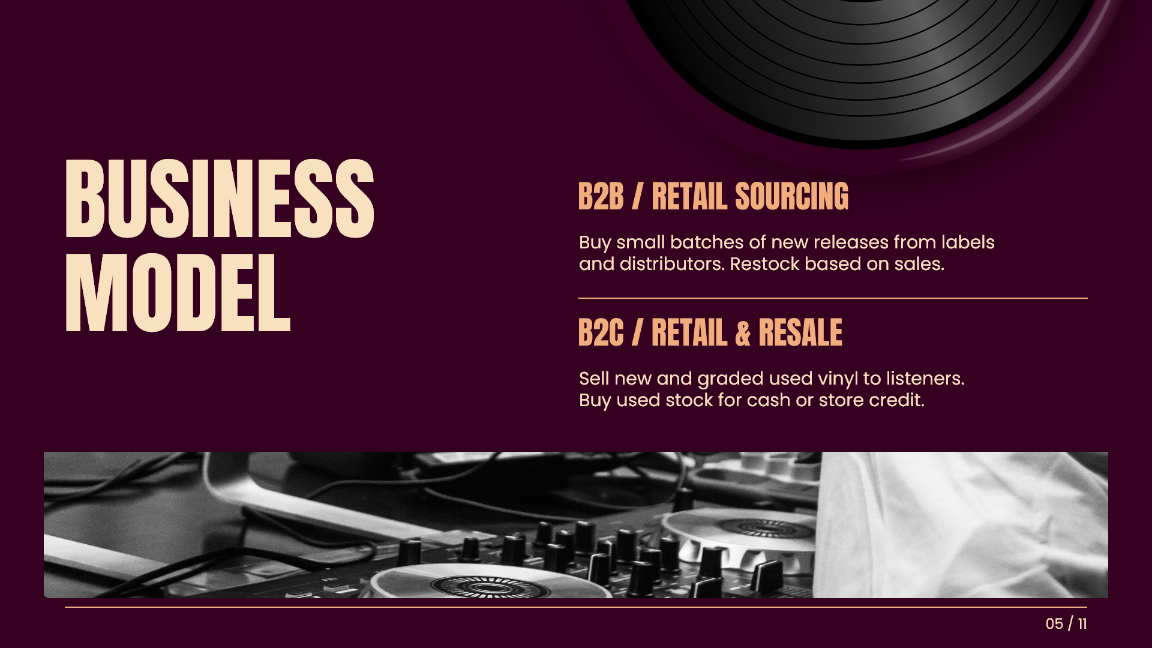 BUSINESS
MODEL
B2B / RETAIL SOURCING
Buy small batches of new releases from labels
and distributors. Restock based on sales.
B2C / RETAIL & RESALE
Sell new and graded used vinyl to listeners.
Buy used stock for cash or store credit.
05 / 11